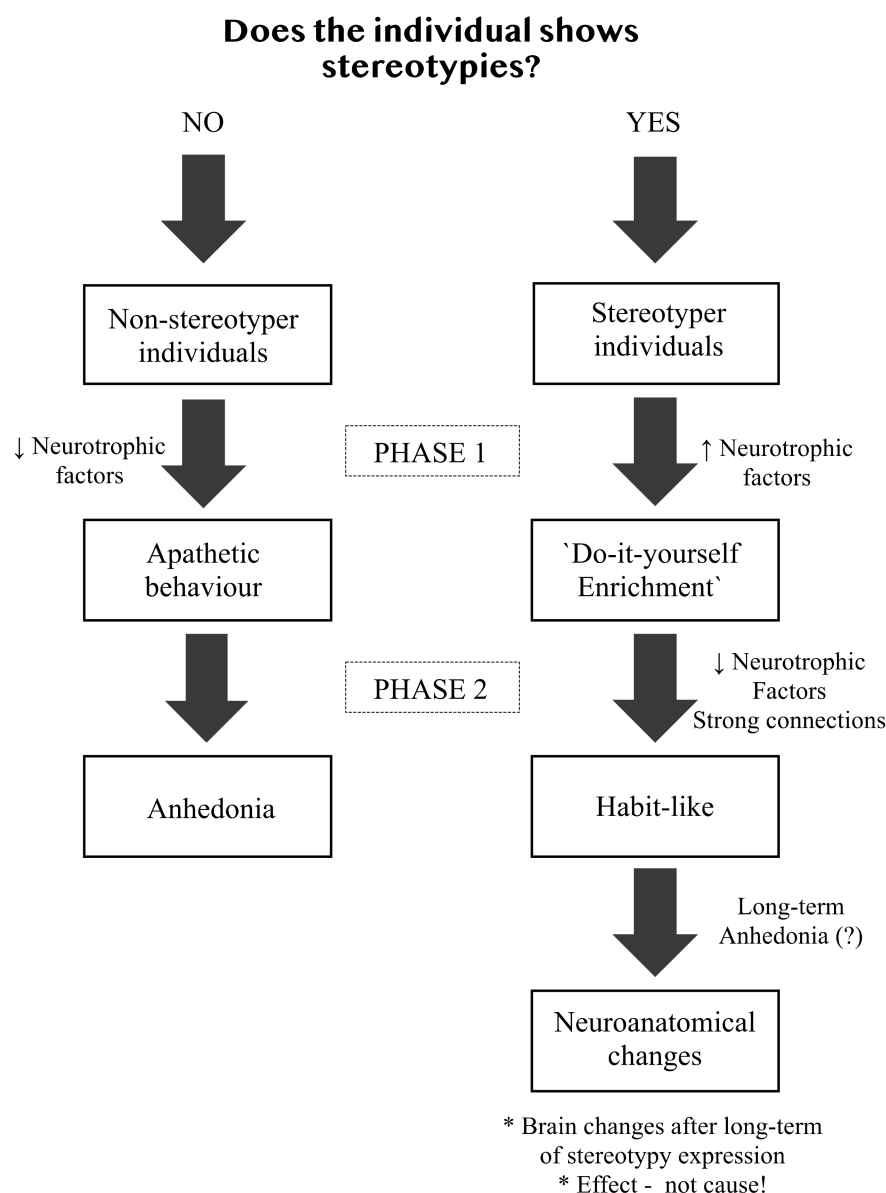 Does the individual shows
stereotypies?
NO
YES
Non-stereotyper
individuals
Stereotyper
individuals
↓ Neurotrophic
factors
PHASE 1
↑ Neurotrophic
factors
Apathetic
behaviour
`Do-it-yourself
Enrichment`
PHASE 2
↓ Neurotrophic
Factors
Strong connections
Anhedonia
Habit-like
Long-term
Anhedonia (?)
Neuroanatomical
changes
* Brain changes after long-term
of stereotypy expression
* Effect - not cause!